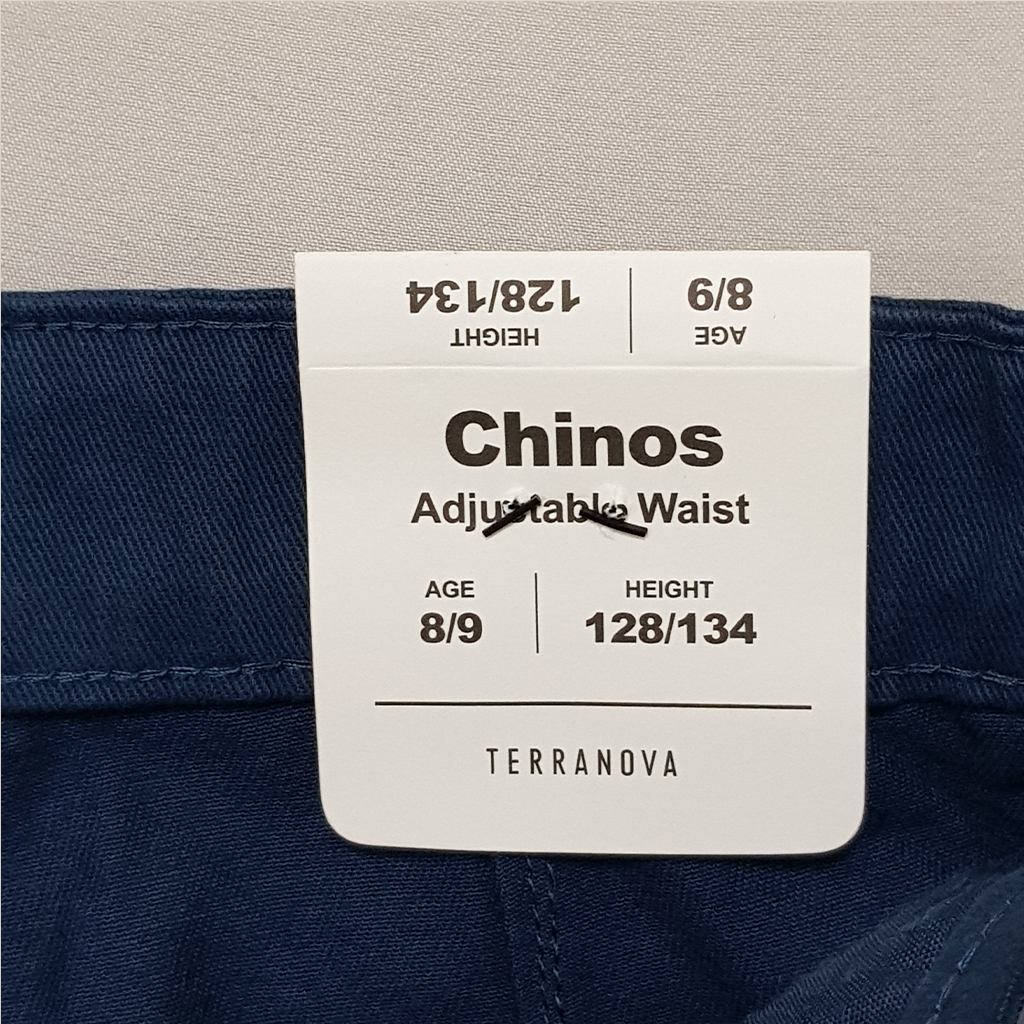 128/134 8/9
HEIGHT AGE
Chinos
Adjustable Waist
AGE HEIGHT
8/9 128/134
TERRANOVA